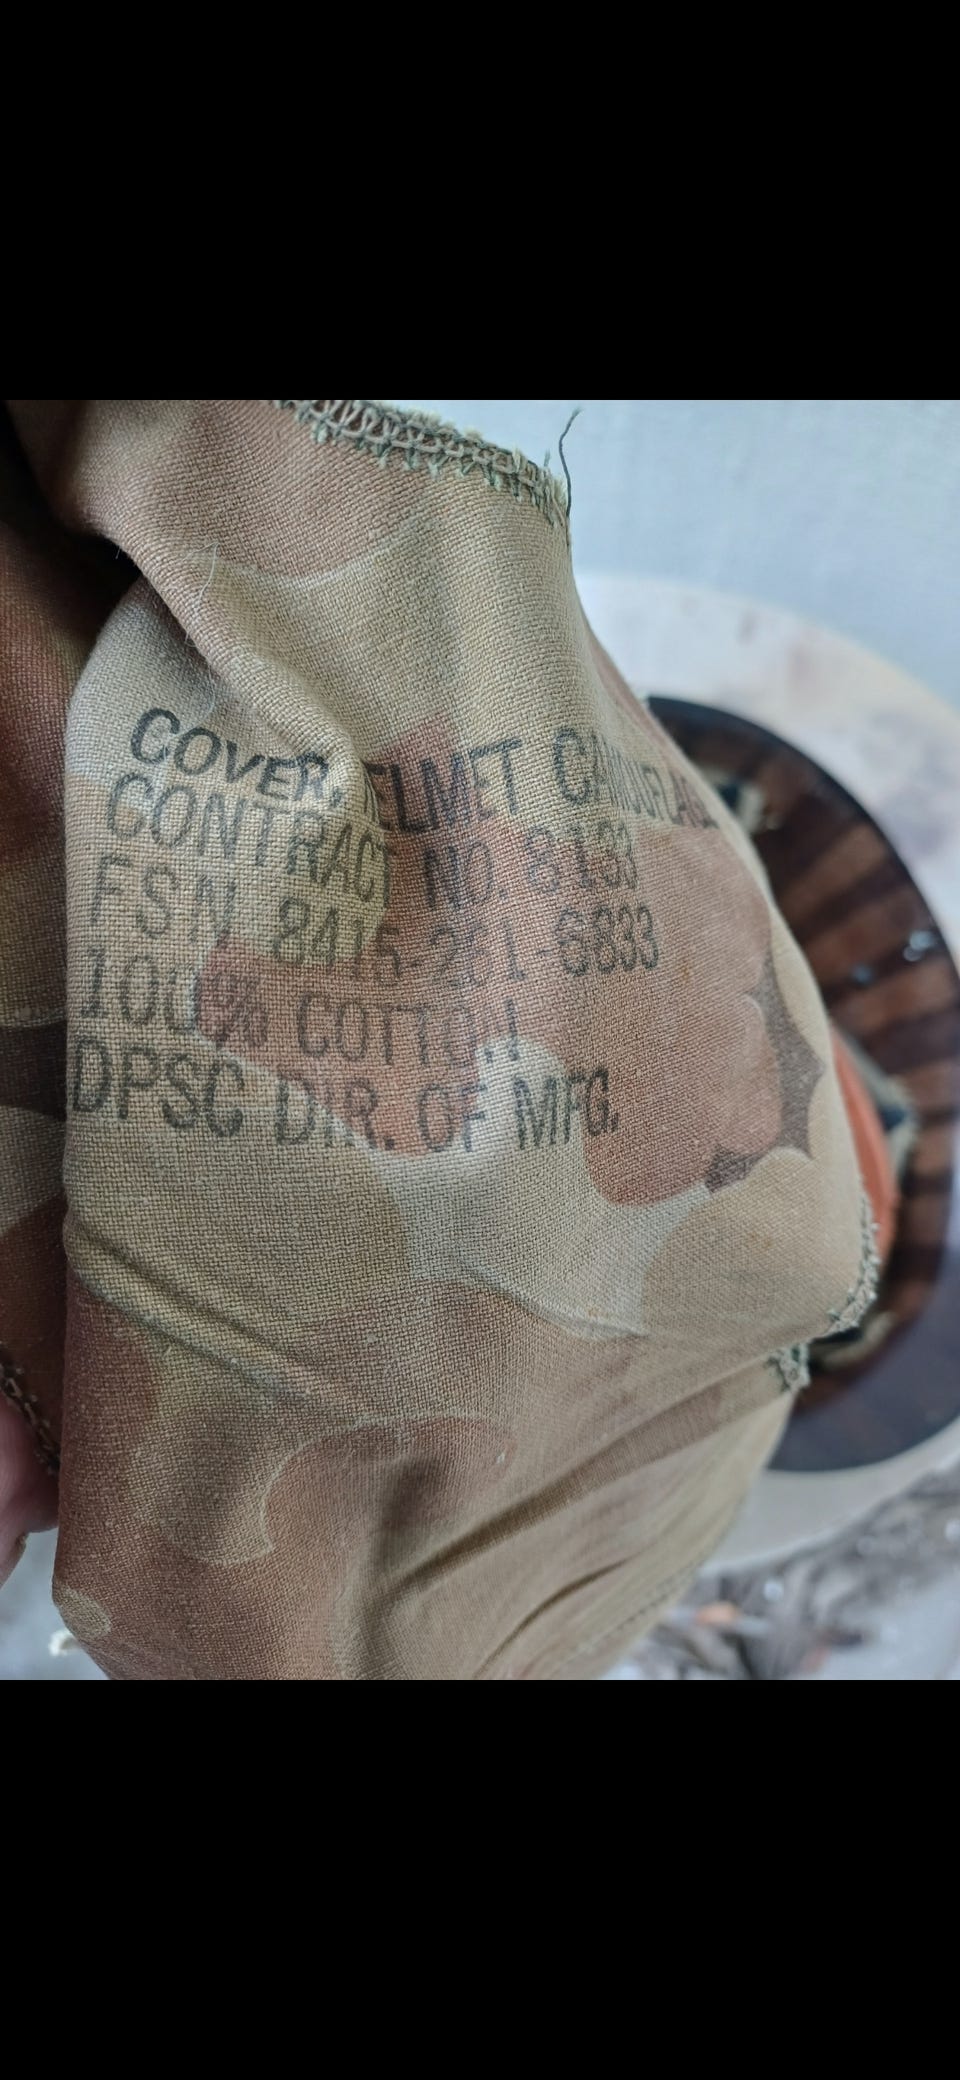 COVER, HELMET CAMOUFLAGE
CONTRACT NO. 8133
FSN 8415-261-6833
100% COTTON
DPSC DIR. OF MFG.